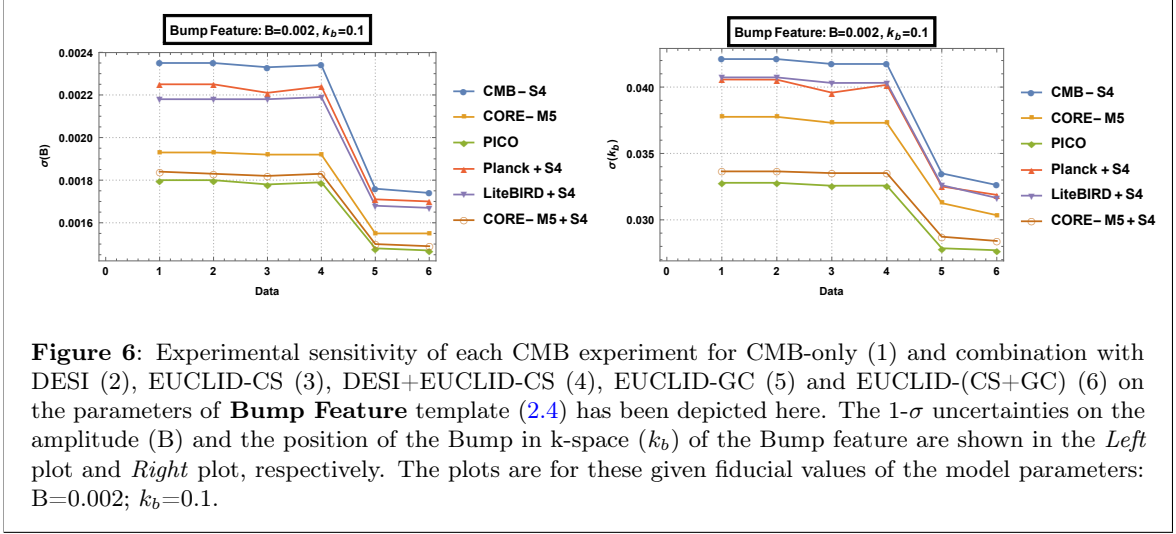 Bump Feature: B=0.002, k_b=0.1
0.0024
0.0022
0.0020
0.0018
0.0016
σ(B)
0 1 2 3 4 5 6
Data
CMB–S4
CORE–M5
PICO
Planck+S4
LiteBIRD+S4
CORE–M5+S4
Bump Feature: B=0.002, k_b=0.1
0.040
0.035
0.030
σ(k_b)
0 1 2 3 4 5 6
Data
CMB–S4
CORE–M5
PICO
Planck+S4
LiteBIRD+S4
CORE–M5+S4
Figure 6: Experimental sensitivity of each CMB experiment for CMB-only (1) and combination with
DESI (2), EUCLID-CS (3), DESI+EUCLID-CS (4), EUCLID-GC (5) and EUCLID-(CS+GC) (6) on
the parameters of Bump Feature template (2.4) has been depicted here. The 1-σ uncertainties on the
amplitude (B) and the position of the Bump in k-space (k_b) of the Bump feature are shown in the Left
plot and Right plot, respectively. The plots are for these given fiducial values of the model parameters:
B=0.002; k_b=0.1.